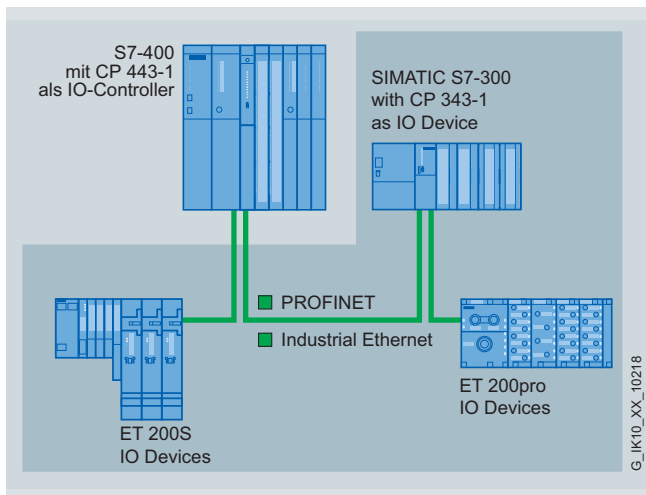 S7-400
mit CP 443-1
als IO-Controller
SIMATIC S7-300
with CP 343-1
as IO Device
PROFINET
Industrial Ethernet
ET 200S
IO Devices
ET 200pro
IO Devices
G_IK10_XX_10218